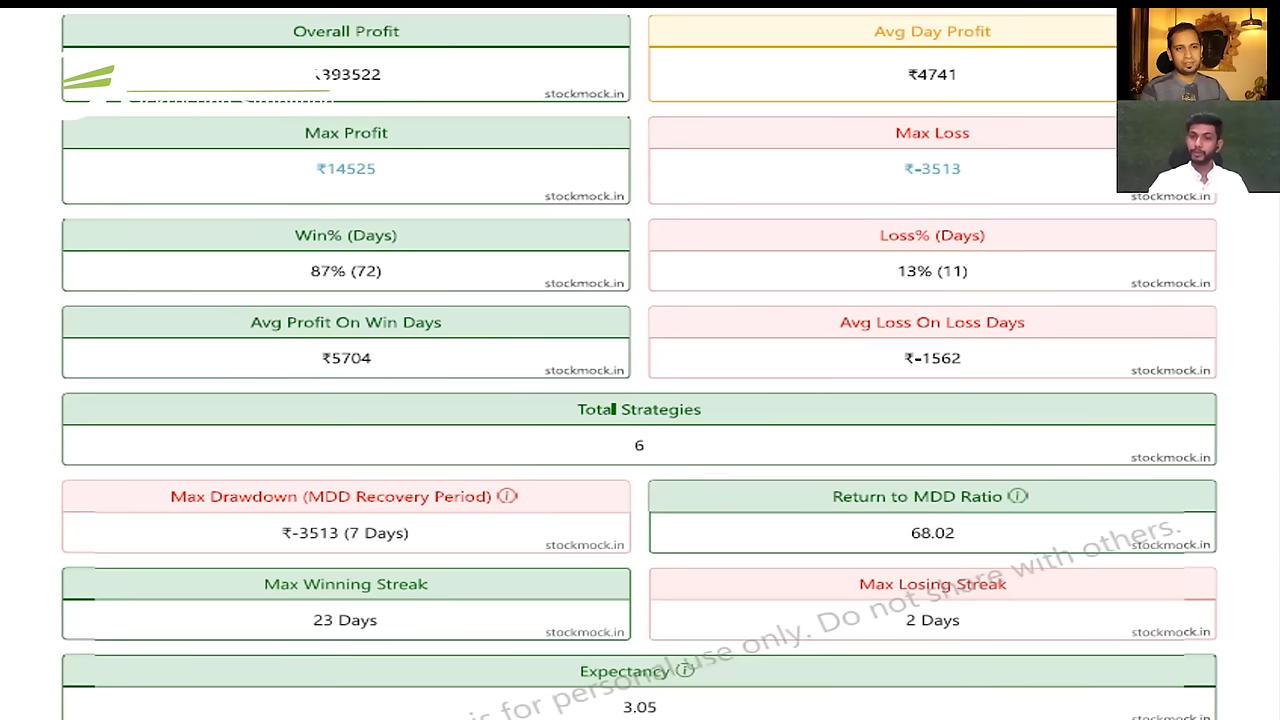 Overall Profit
Avg Day Profit
393522
₹4741
stockmock.in
Max Profit
Max Loss
₹14525
₹-3513
stockmock.in
stockmock.in
Win% (Days)
Loss% (Days)
87% (72)
13% (11)
stockmock.in
stockmock.in
Avg Profit On Win Days
Avg Loss On Loss Days
₹5704
₹-1562
stockmock.in
stockmock.in
Total Strategies
6
stockmock.in
Max Drawdown (MDD Recovery Period)
Return to MDD Ratio
₹-3513 (7 Days)
68.02
stockmock.in
stockmock.in
Max Winning Streak
Max Losing Streak
23 Days
2 Days
stockmock.in
stockmock.in
Expectancy
3.05
stockmock.in
is for personal use only. Do not share with others.